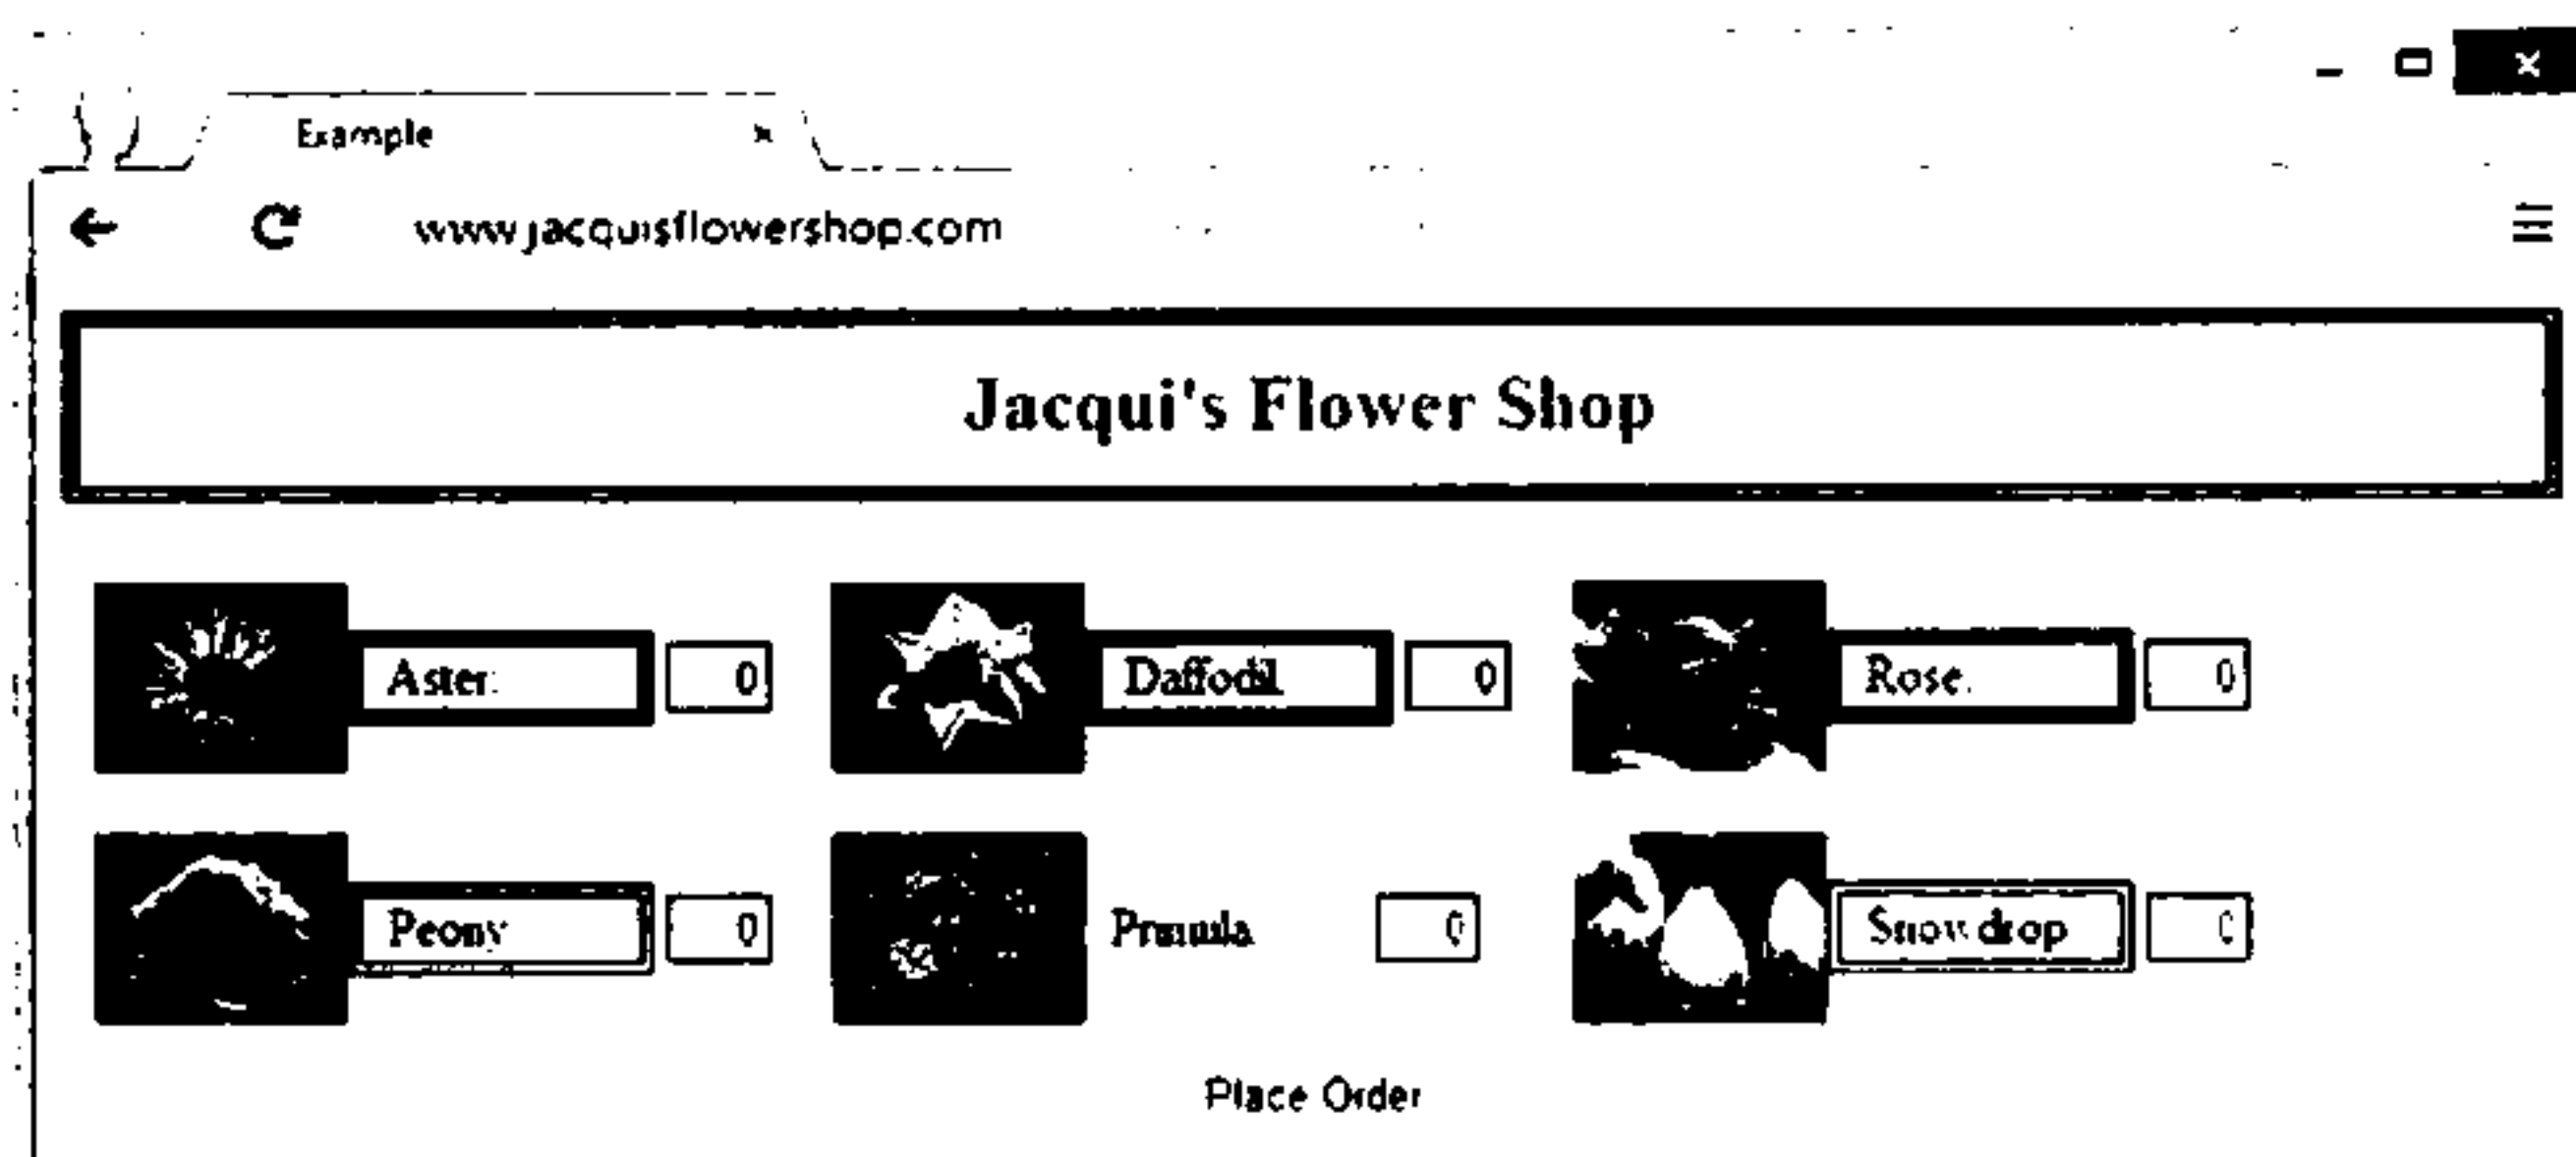 Example
www.jacquisflowershop.com
Jacqui's Flower Shop
Aster: 0 Daffodil 0 Rose: 0
Peony 0 Primula 0 Snowdrop 0
Place Order